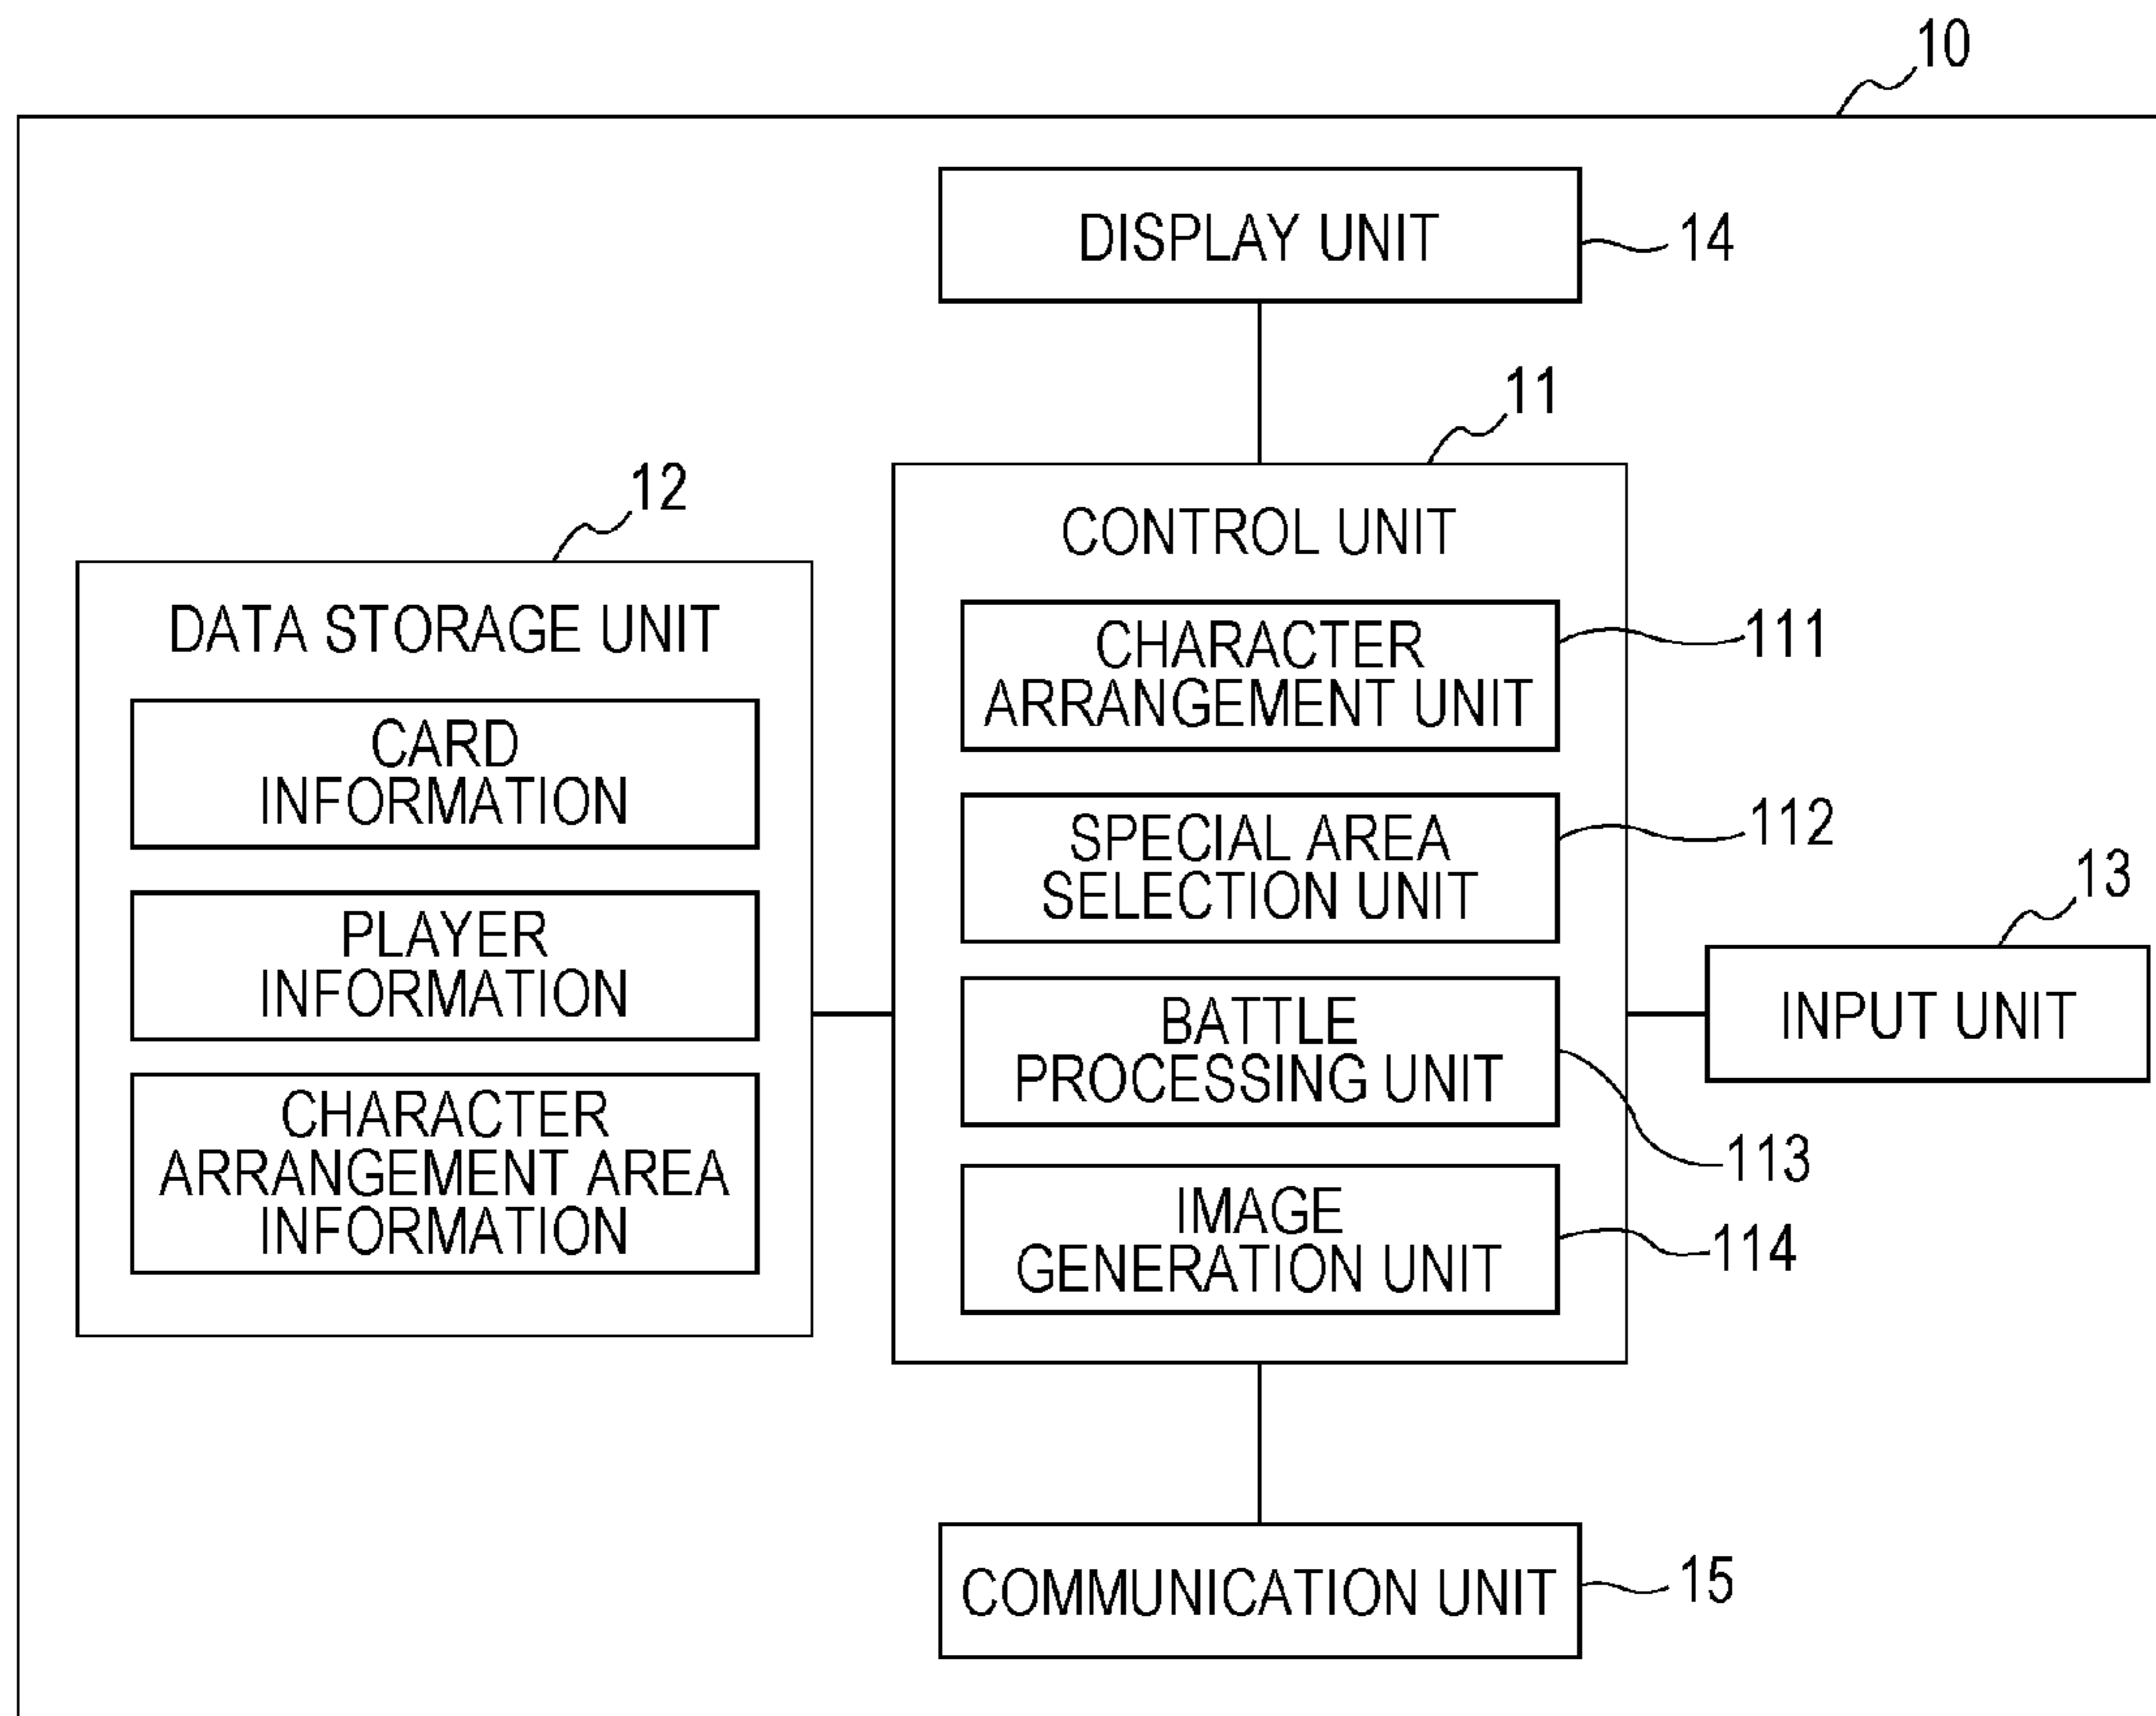 10
DISPLAY UNIT
14
11
12
CONTROL UNIT
DATA STORAGE UNIT
CHARACTER
ARRANGEMENT UNIT
111
CARD
INFORMATION
SPECIAL AREA
SELECTION UNIT
112
13
PLAYER
INFORMATION
BATTLE
PROCESSING UNIT
INPUT UNIT
CHARACTER
ARRANGEMENT AREA
INFORMATION
113
IMAGE
GENERATION UNIT
114
COMMUNICATION UNIT
15